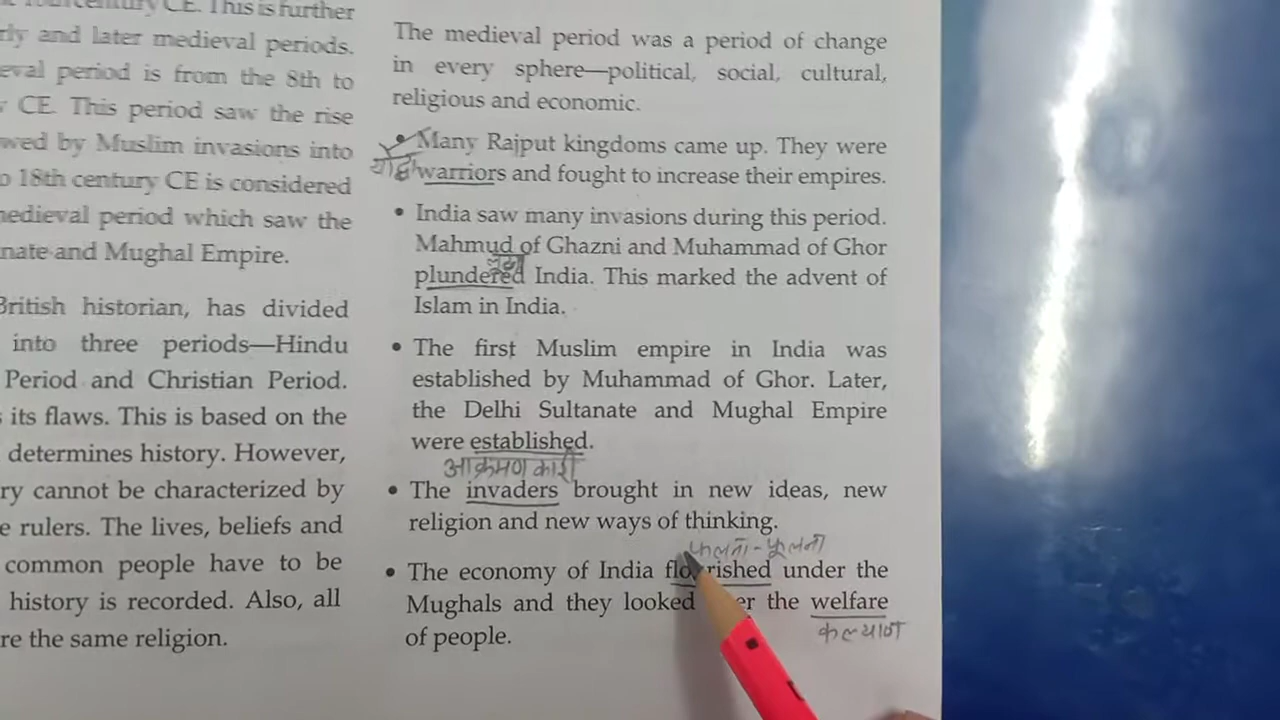 century CE. This is further
and later medieval periods.
period is from the 8th to
CE. This period saw the rise
by Muslim invasions into
18th century CE is considered
medieval period which saw the
and Mughal Empire.
British historian, has divided
into three periods—Hindu
Period and Christian Period.
its flaws. This is based on the
determines history. However,
cannot be characterized by
rulers. The lives, beliefs and
common people have to be
history is recorded. Also, all
the same religion.
The medieval period was a period of change
in every sphere—political, social, cultural,
religious and economic.
• Many Rajput kingdoms came up. They were
warriors and fought to increase their empires.
• India saw many invasions during this period.
Mahmud of Ghazni and Muhammad of Ghor
plundered India. This marked the advent of
Islam in India.
• The first Muslim empire in India was
established by Muhammad of Ghor. Later,
the Delhi Sultanate and Mughal Empire
were established.
आक्रमणकारी
• The invaders brought in new ideas, new
religion and new ways of thinking.
फलना-फूलना
• The economy of India flourished under the
Mughals and they looked the welfare
कल्याण
of people.